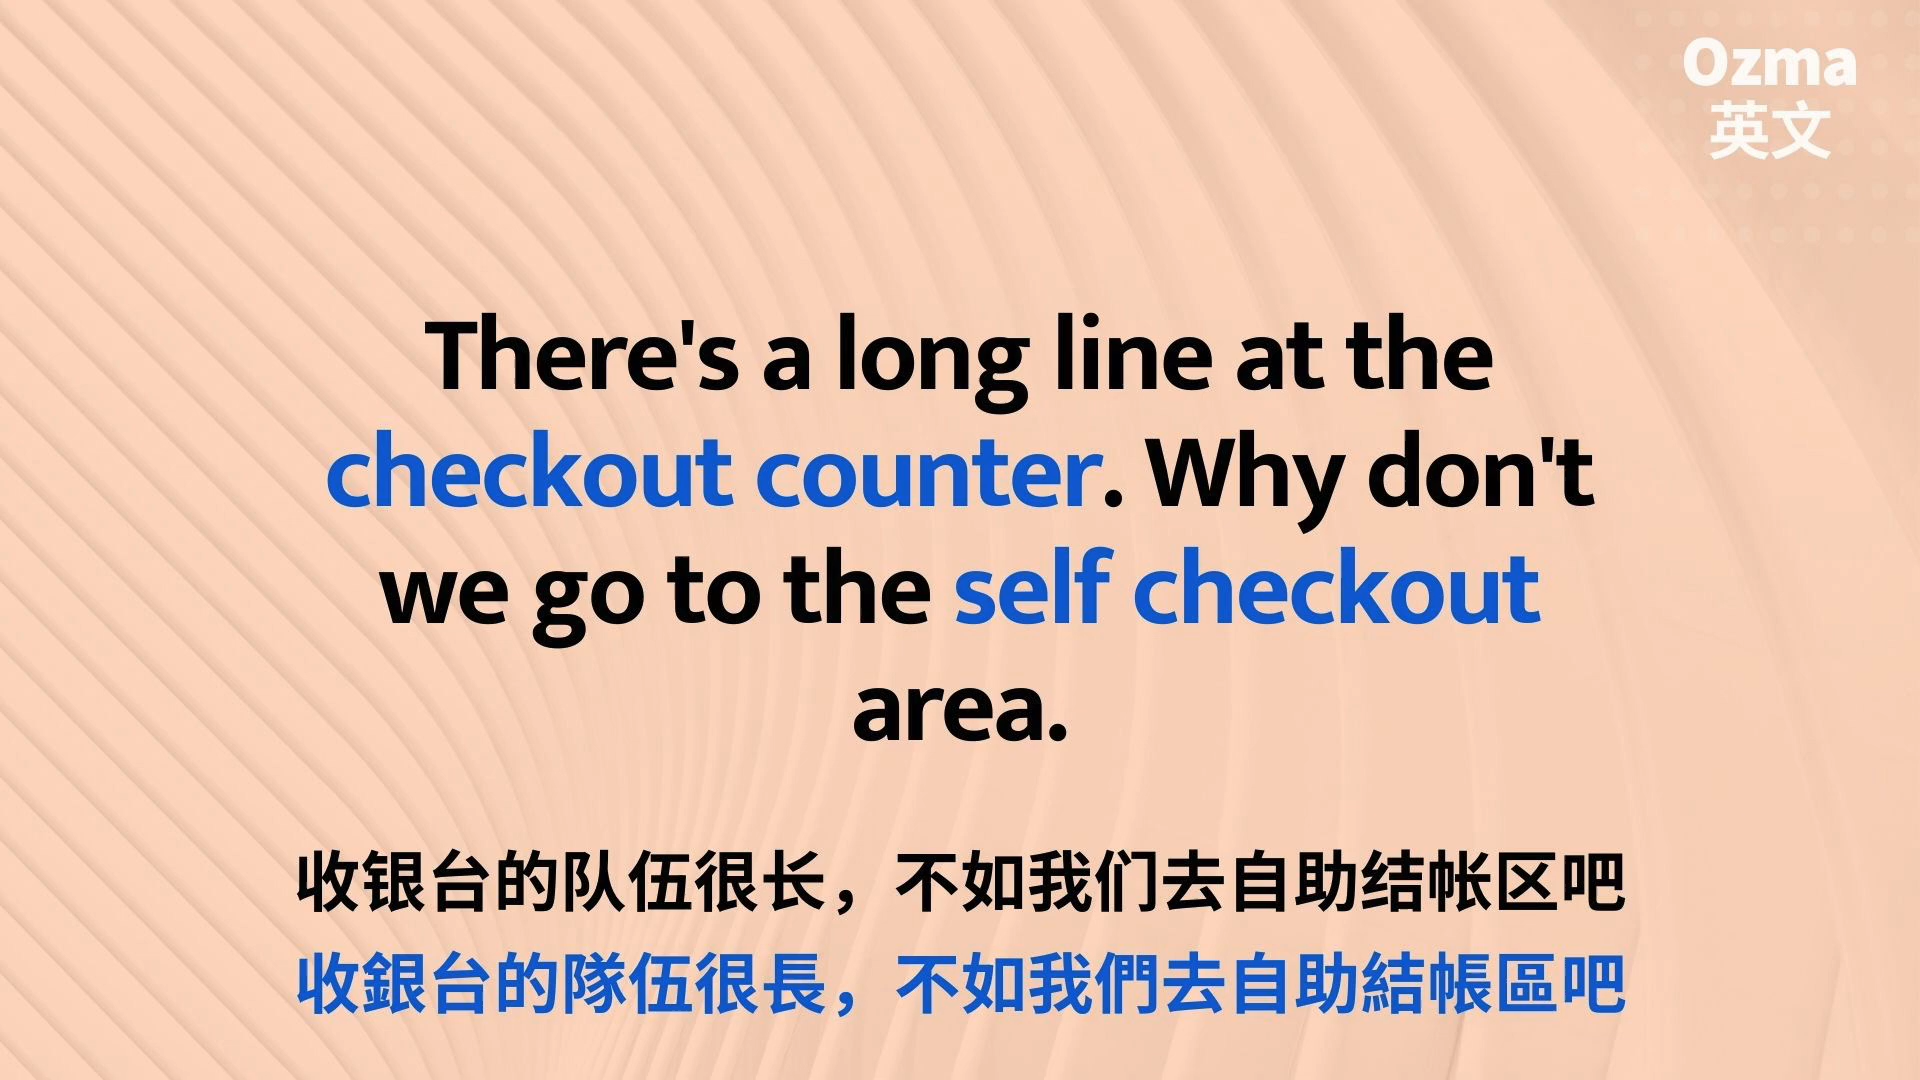 Ozma
英文
There's a long line at the
checkout counter. Why don't
we go to the self checkout
area.
收银台的队伍很长，不如我们去自助结帐区吧
收銀台的隊伍很長，不如我們去自助結帳區吧